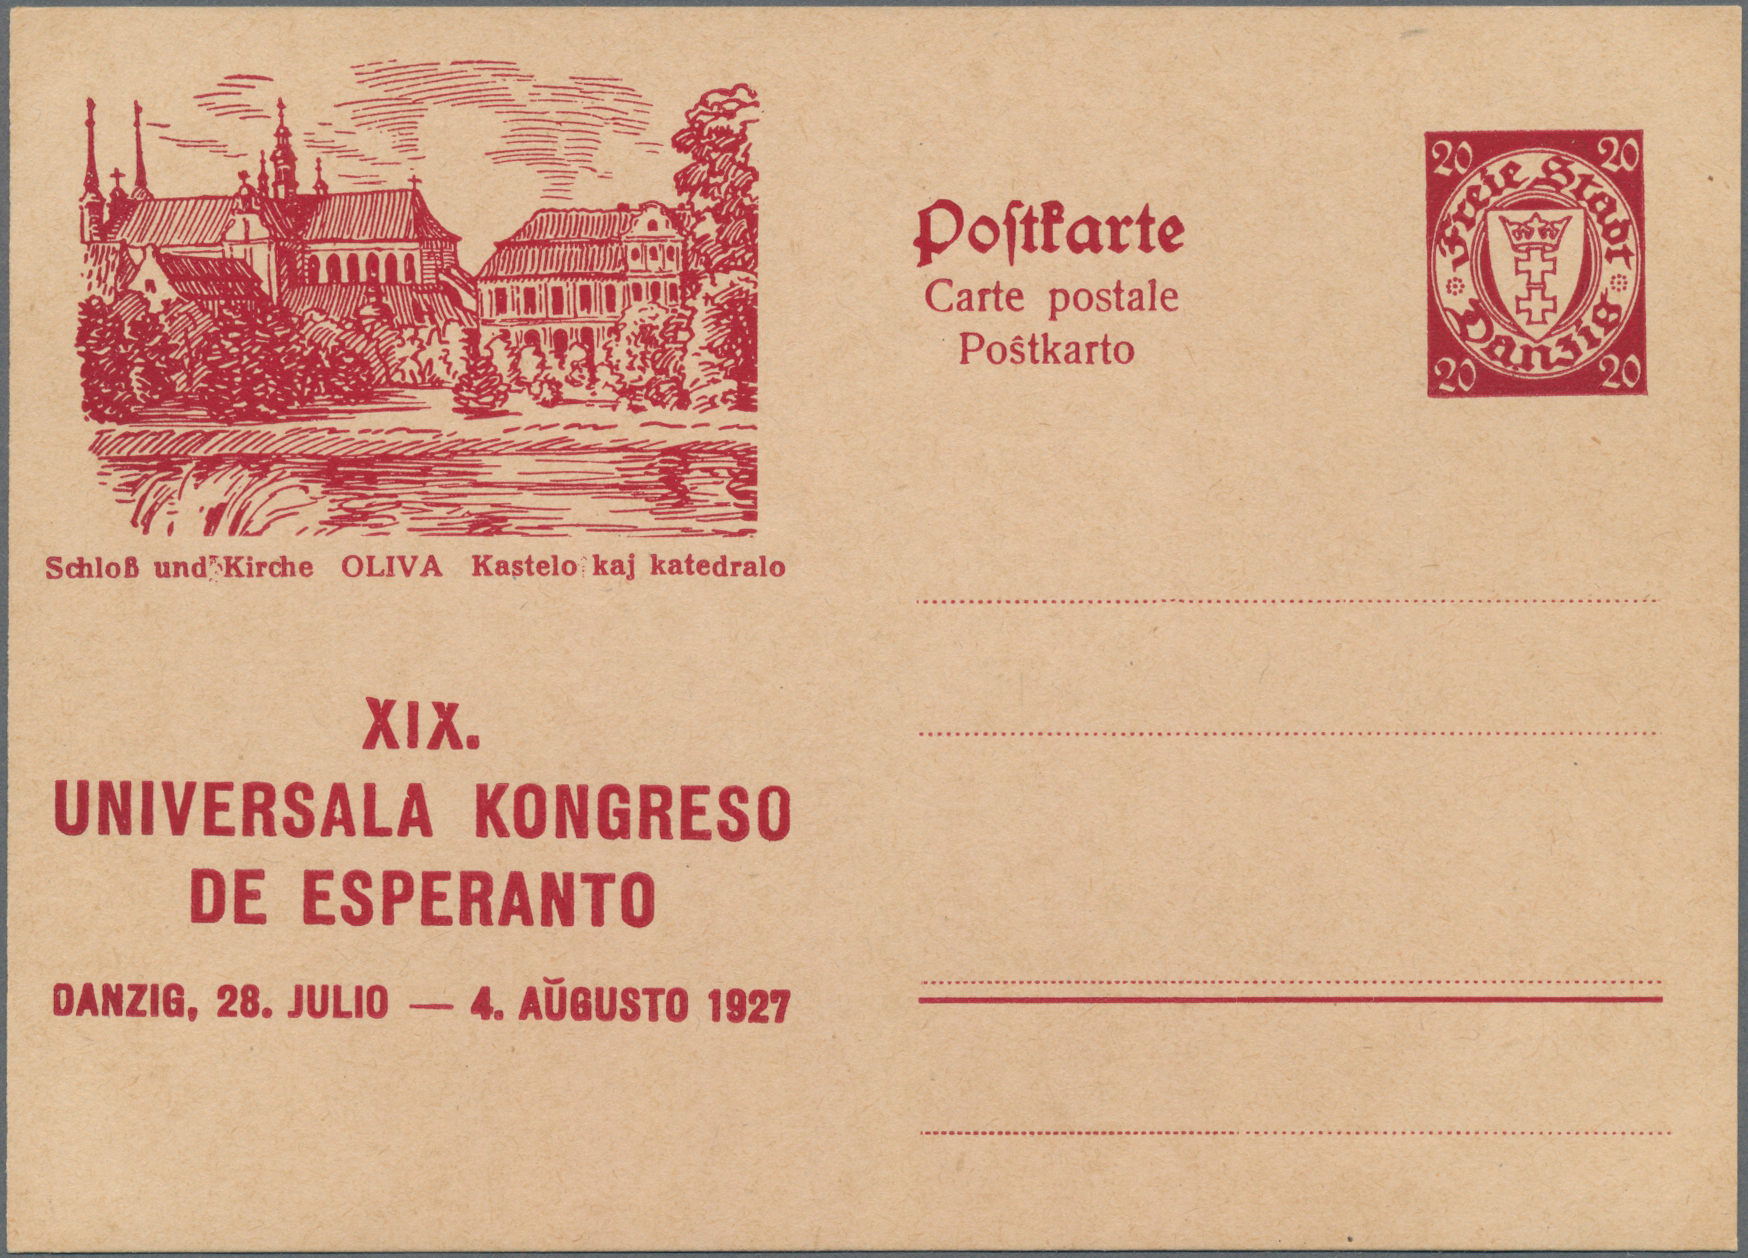 Schloß und Kirche OLIVA Kastelo kaj katedralo
XIX.
UNIVERSALA KONGRESO
DE ESPERANTO
DANZIG, 28. JULIO — 4. AŬGUSTO 1927
Poſtkarte
Carte postale
Poŝtkarto
20 20
Freie Stadt
Danzig
20 20